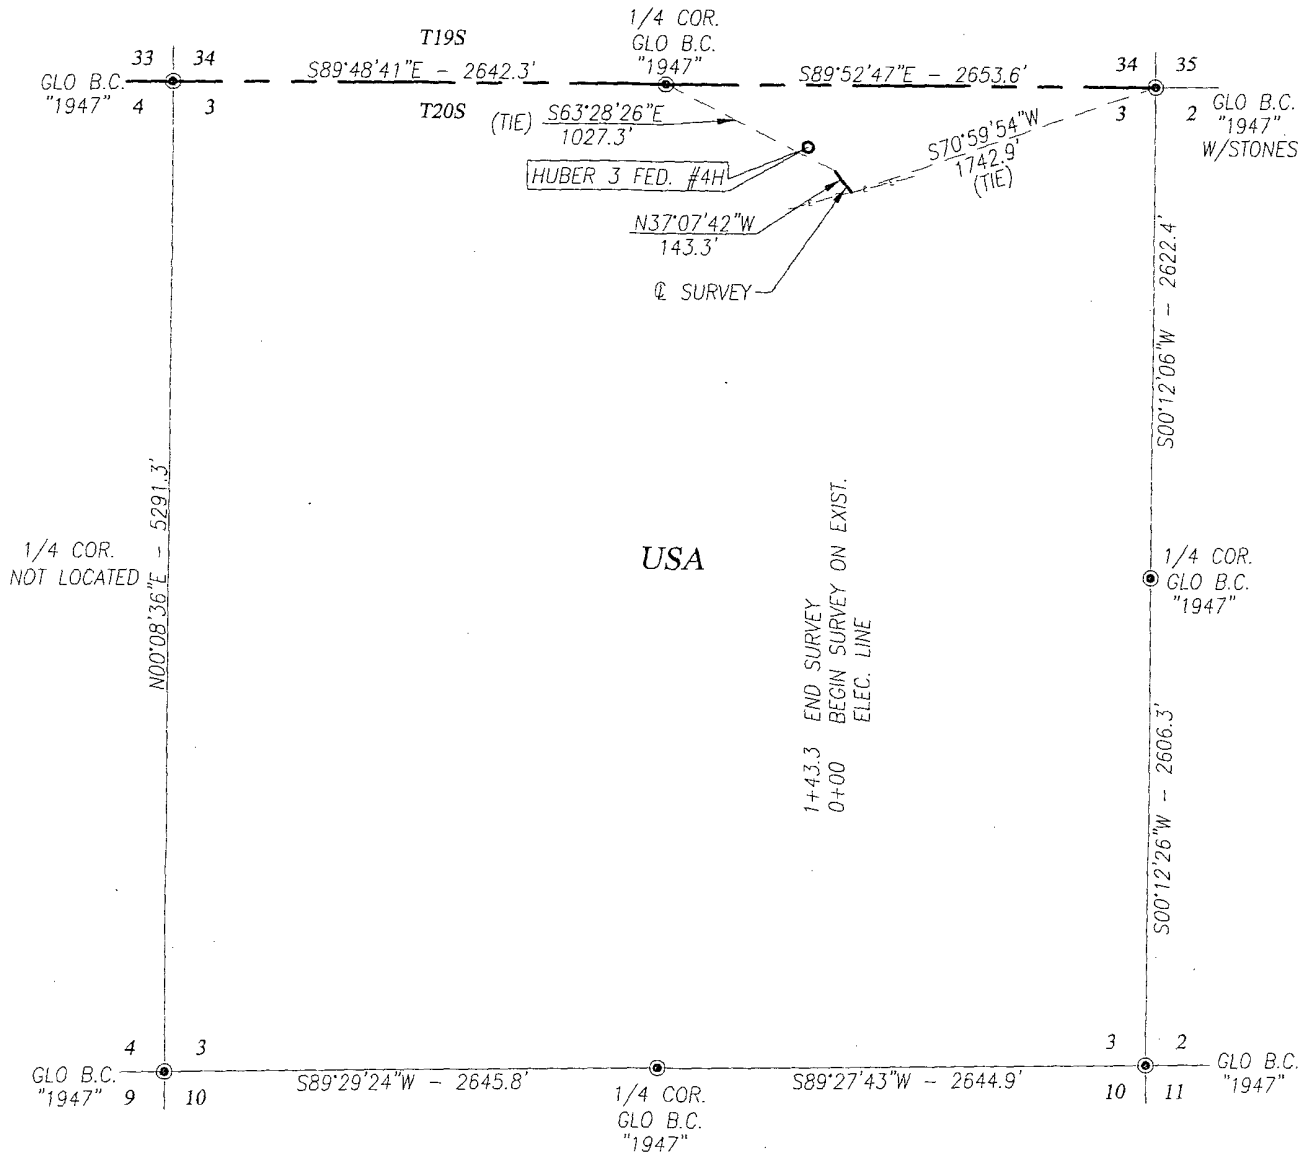 1/4 COR.
GLO B.C.
"1947"
T19S
33 34
34 35
S89°48'41"E - 2642.3'
S89°52'47"E - 2653.6'
GLO B.C.
"1947"
4 3
3 2
GLO B.C.
"1947"
W/STONES
T20S
(TIE) S63°28'26"E
1027.3'
S70°59'54"W
1742.9'
(TIE)
HUBER 3 FED. #4H
N37°07'42"W
143.3'
℄ SURVEY
S00°12'06"W - 2622.4'
N00°08'36"E - 5291.3'
1/4 COR.
NOT LOCATED
USA
1+43.3 END SURVEY
0+00 BEGIN SURVEY ON EXIST.
ELEC. LINE
1/4 COR.
GLO B.C.
"1947"
S00°12'26"W - 2606.3'
4 3
3 2
GLO B.C.
"1947"
9 10
S89°29'24"W - 2645.8'
1/4 COR.
GLO B.C.
"1947"
S89°27'43"W - 2644.9'
10 11
GLO B.C.
"1947"